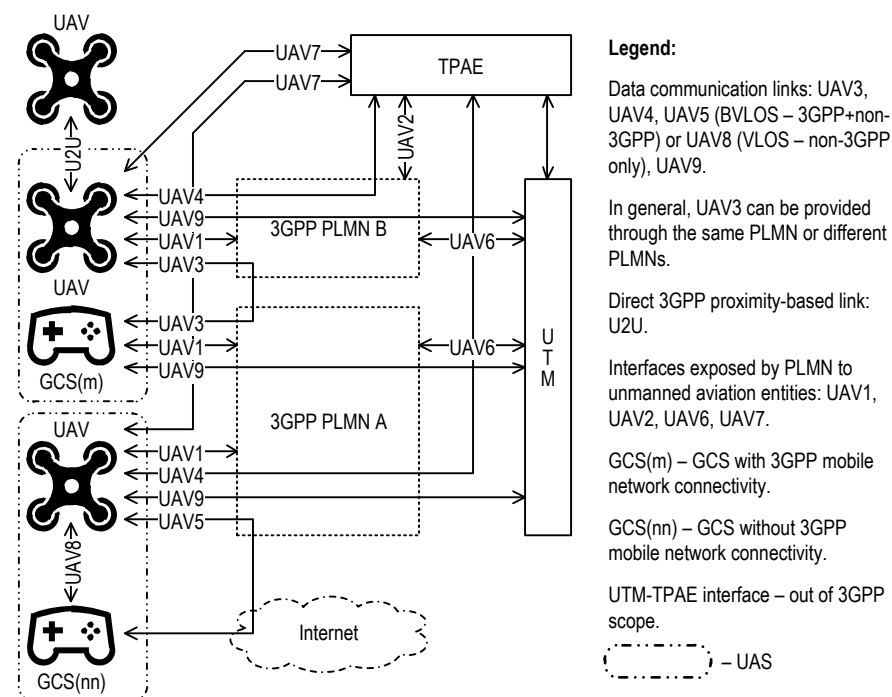 UAV
UAV7
UAV7
TPAE
U2U
UAV2
UAV4
UAV9
UAV1
UAV3
3GPP PLMN B
UAV6
UAV
UAV3
UAV1
UAV9
UAV6
GCS(m)
U
T
M
UAV
3GPP PLMN A
UAV1
UAV4
UAV9
UAV5
UAV8
Internet
GCS(nn)
Legend:
Data communication links: UAV3,
UAV4, UAV5 (BVLOS – 3GPP+non-
3GPP) or UAV8 (VLOS – non-3GPP
only), UAV9.
In general, UAV3 can be provided
through the same PLMN or different
PLMNs.
Direct 3GPP proximity-based link:
U2U.
Interfaces exposed by PLMN to
unmanned aviation entities: UAV1,
UAV2, UAV6, UAV7.
GCS(m) – GCS with 3GPP mobile
network connectivity.
GCS(nn) – GCS without 3GPP
mobile network connectivity.
UTM-TPAE interface – out of 3GPP
scope.
– UAS